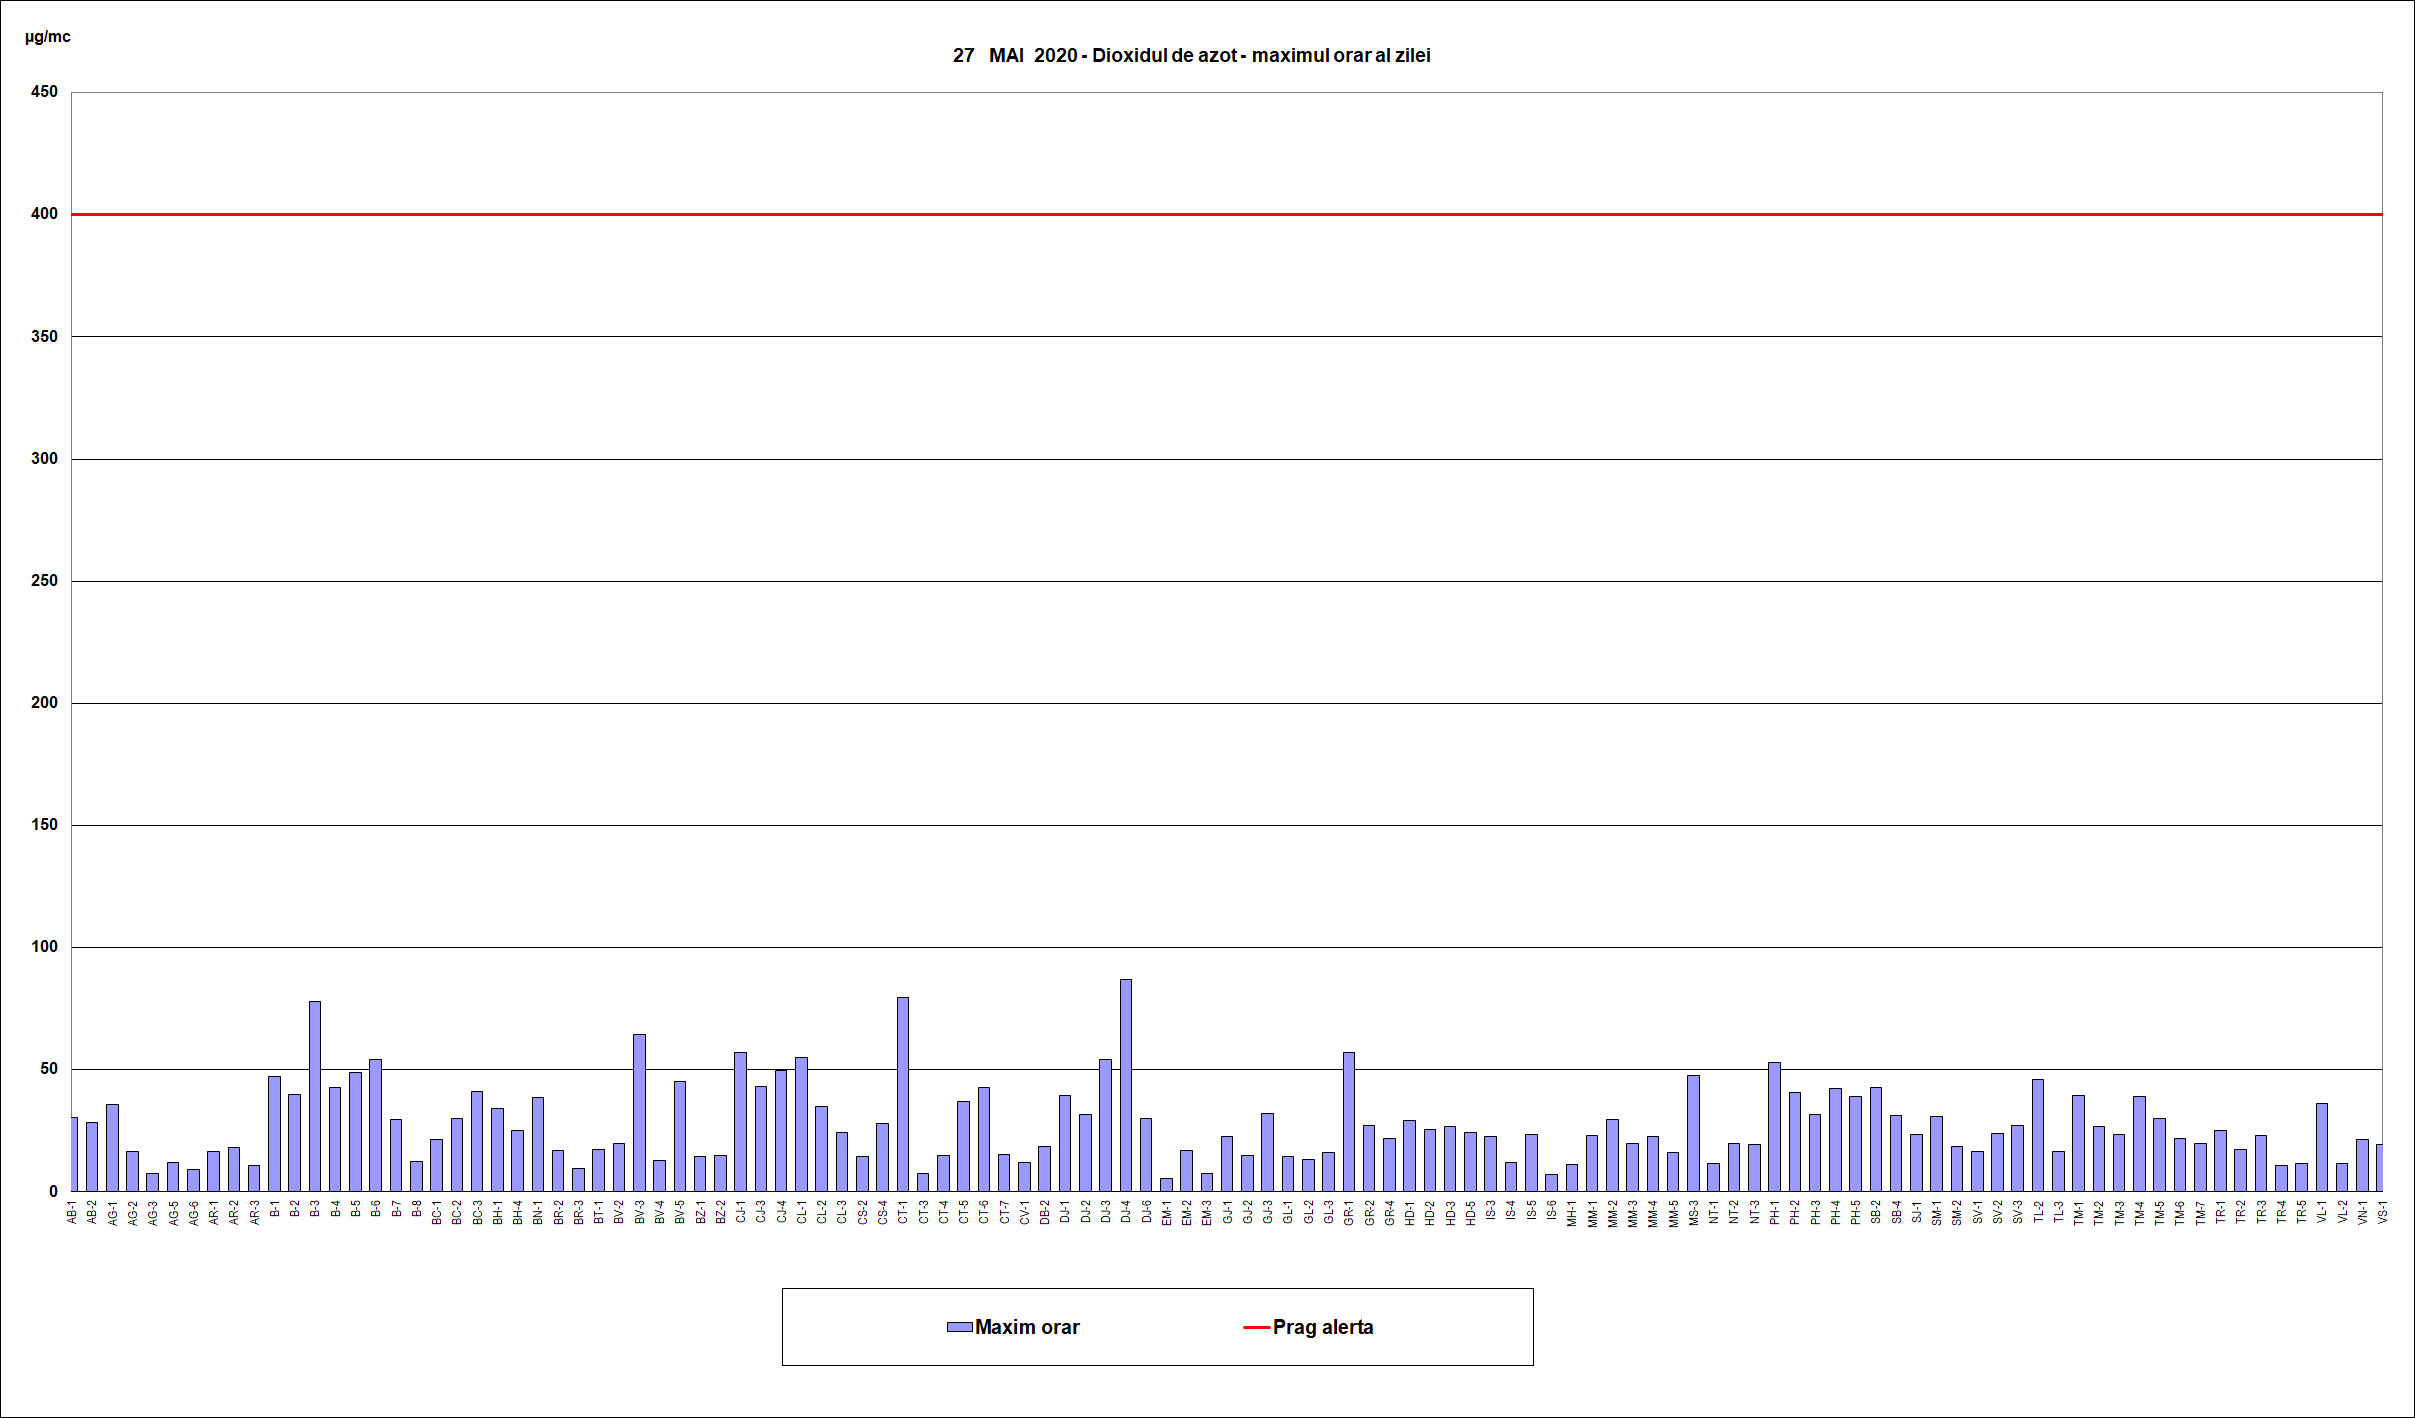 µg/mc
27 MAI 2020 - Dioxidul de azot - maximul orar al zilei
450
400
350
300
250
200
150
100
50
0
AB-1 AB-2 AG-1 AG-2 AG-3 AG-5 AG-6 AR-1 AR-2 AR-3 B-1 B-2 B-3 B-4 B-5 B-6 B-7 B-8 BC-1 BC-2 BC-3 BH-1 BH-4 BN-1 BR-2 BR-3 BT-1 BV-2 BV-3 BV-4 BV-5 BZ-1 BZ-2 CJ-1 CJ-3 CJ-4 CL-1 CL-2 CL-3 CS-2 CS-4 CT-1 CT-3 CT-4 CT-5 CT-6 CT-7 CV-1 DB-2 DJ-1 DJ-2 DJ-3 DJ-4 DJ-6 EM-1 EM-2 EM-3 GJ-1 GJ-2 GJ-3 GL-1 GL-2 GL-3 GR-1 GR-2 GR-4 HD-1 HD-2 HD-3 HD-5 IS-3 IS-4 IS-5 IS-6 MH-1 MM-1 MM-2 MM-3 MM-4 MM-5 MS-3 NT-1 NT-2 NT-3 PH-1 PH-2 PH-3 PH-4 PH-5 SB-2 SB-4 SJ-1 SM-1 SM-2 SV-1 SV-2 SV-3 TL-2 TL-3 TM-1 TM-2 TM-3 TM-4 TM-5 TM-6 TM-7 TR-1 TR-2 TR-3 TR-4 TR-5 VL-1 VL-2 VN-1 VS-1
Maxim orar
Prag alerta